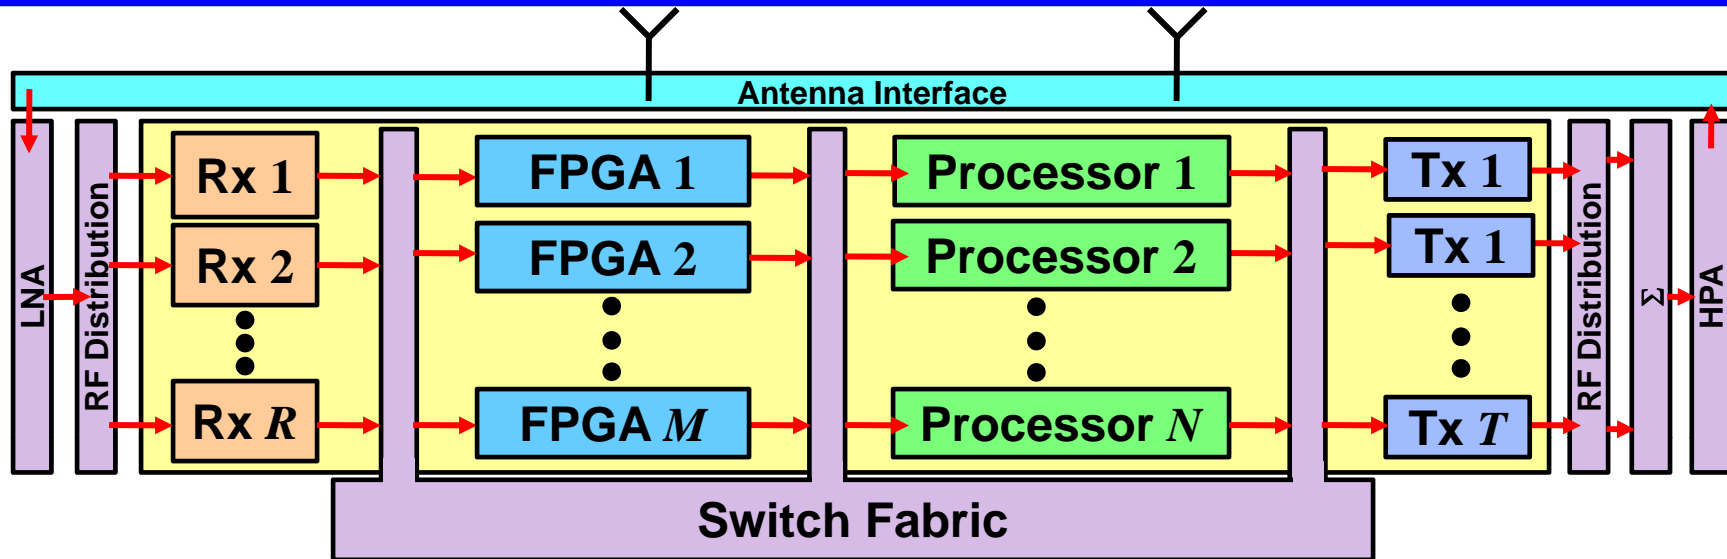 Antenna Interface
LNA
RF Distribution
Rx 1
Rx 2
Rx R
FPGA 1
FPGA 2
FPGA M
Processor 1
Processor 2
Processor N
Tx 1
Tx 1
Tx T
RF Distribution
Σ
HPA
Switch Fabric